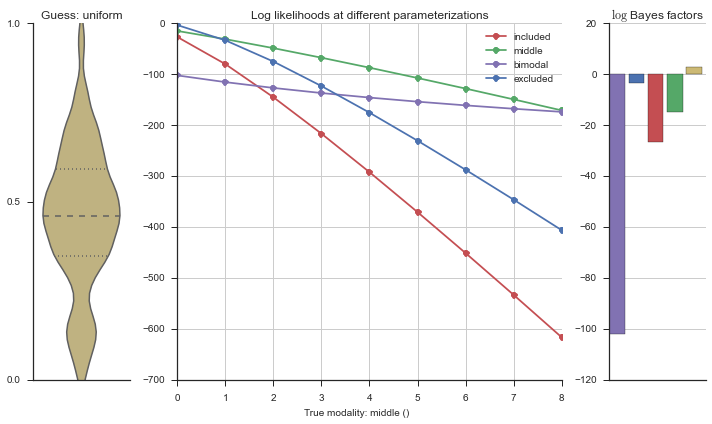 Guess: uniform
1.0
0.5
0.0
Log likelihoods at different parameterizations
0
−100
−200
−300
−400
−500
−600
−700
included
middle
bimodal
excluded
0 1 2 3 4 5 6 7 8
True modality: middle ()
log Bayes factors
20
0
−20
−40
−60
−80
−100
−120